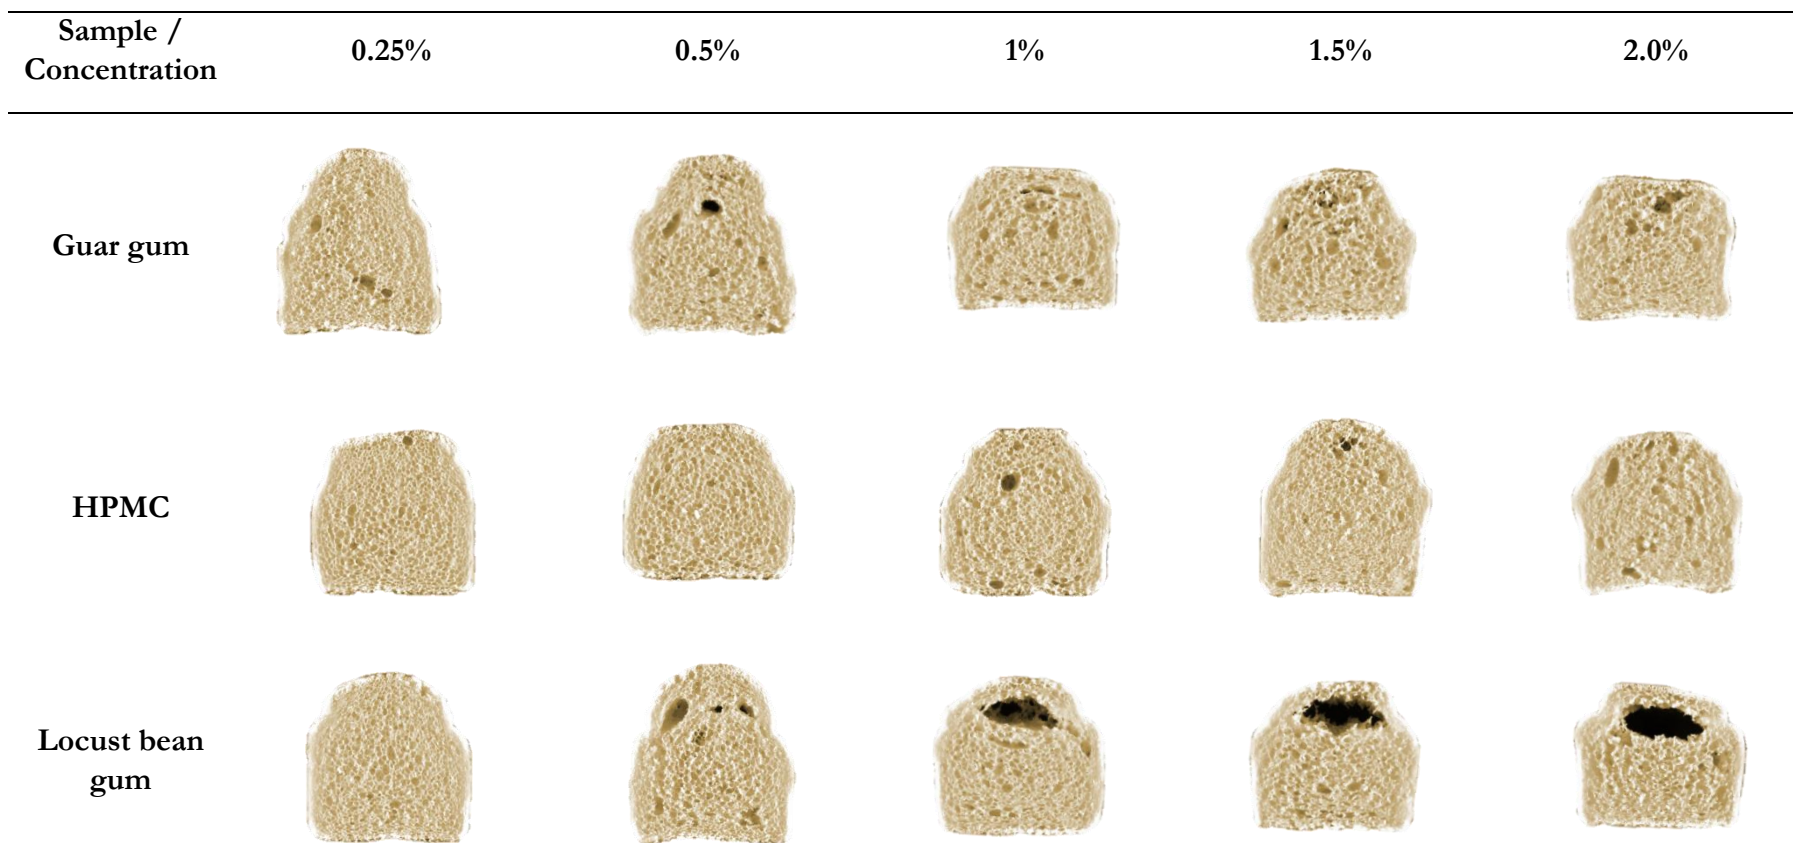 Sample /
Concentration
0.25%
0.5%
1%
1.5%
2.0%
Guar gum
HPMC
Locust bean
gum